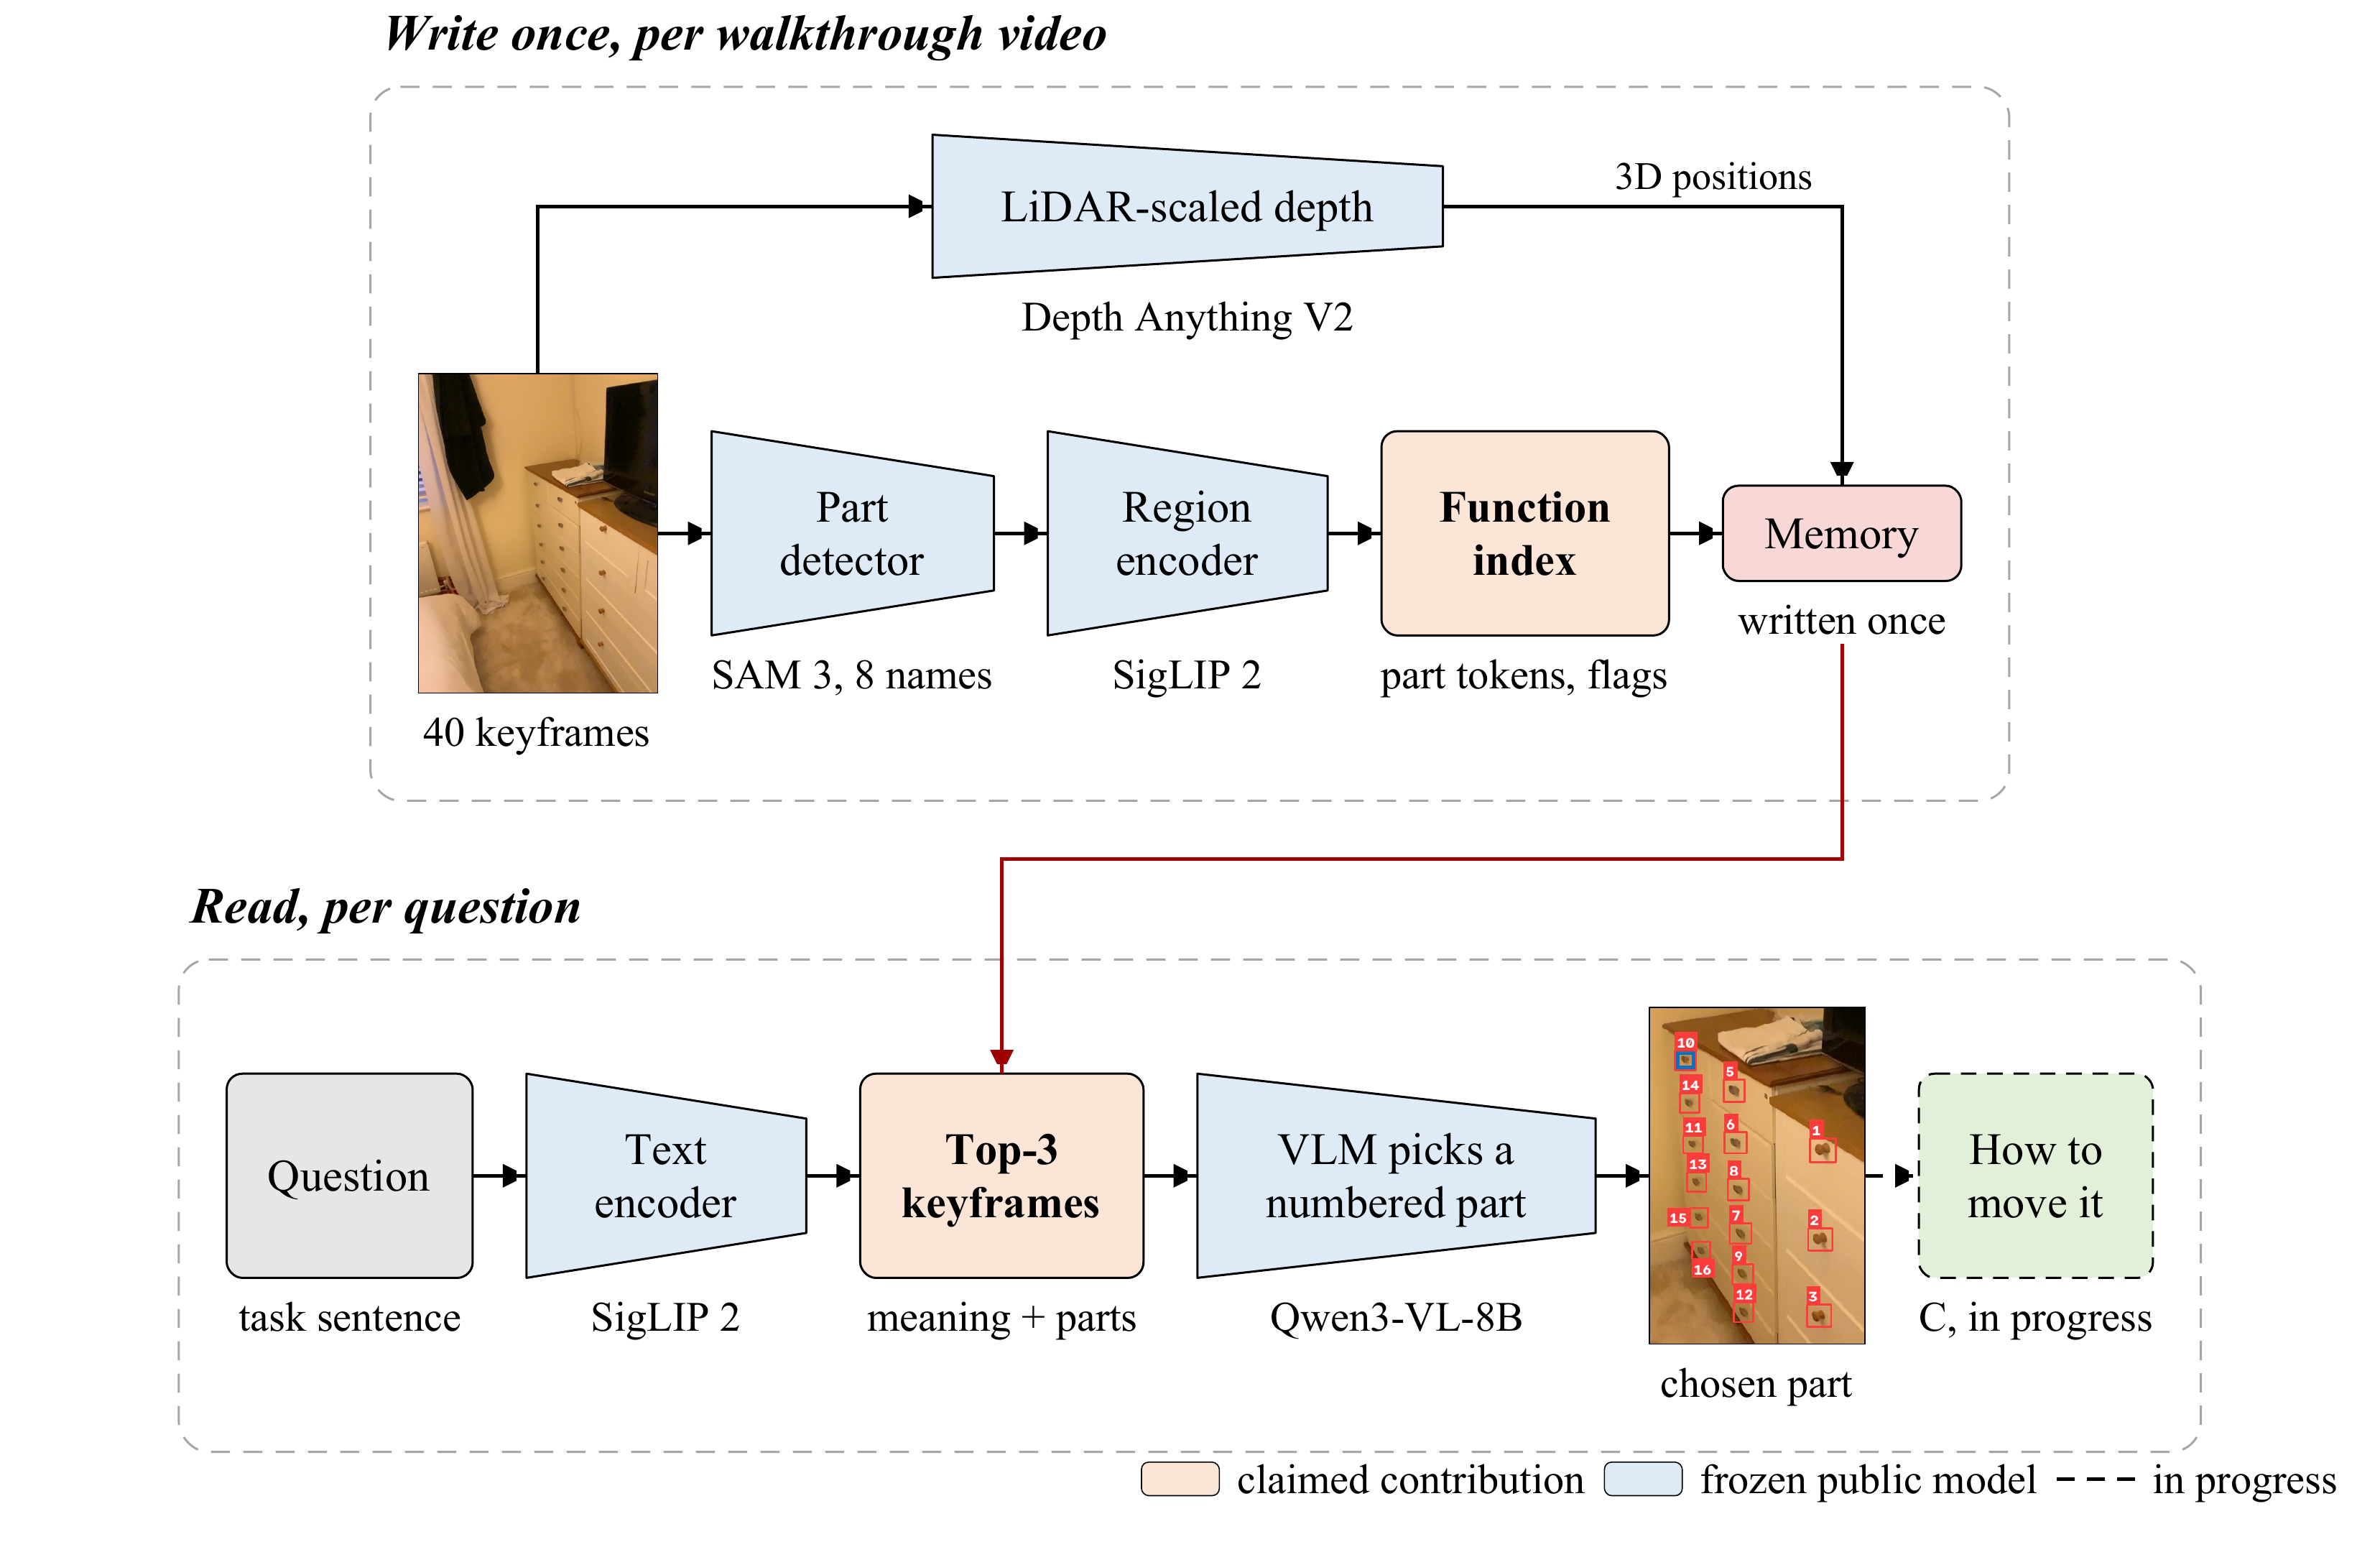 Write once, per walkthrough video
LiDAR-scaled depth
3D positions
Depth Anything V2
Part
detector
Region
encoder
Function
index
Memory
written once
SAM 3, 8 names
SigLIP 2
part tokens, flags
40 keyframes
Read, per question
Question
Text
encoder
Top-3
keyframes
VLM picks a
numbered part
10
5
14
11
6
1
13
8
15
7
2
9
16
12
3
How to
move it
task sentence
SigLIP 2
meaning + parts
Qwen3-VL-8B
C, in progress
chosen part
claimed contribution
frozen public model
in progress